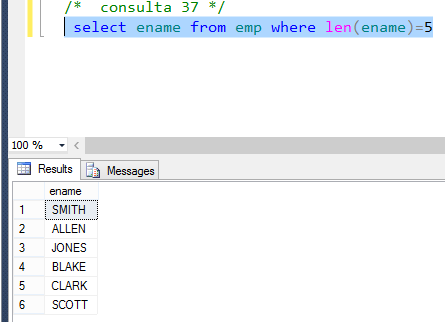 /*  consulta 37 */
select ename from emp where len(ename)=5
100 %
Results Messages
ename
1 SMITH
2 ALLEN
3 JONES
4 BLAKE
5 CLARK
6 SCOTT